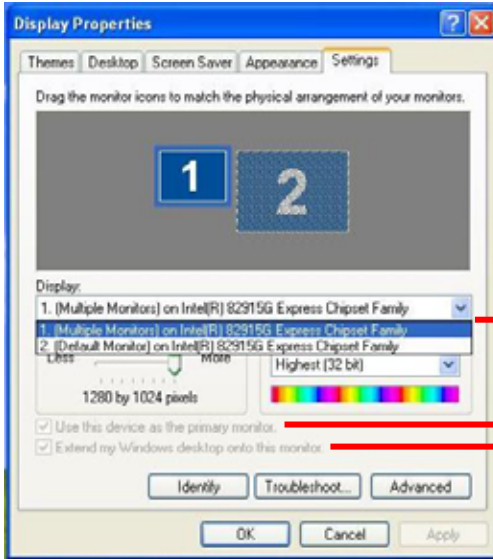 Display Properties
Themes Desktop Screen Saver Appearance Settings
Drag the monitor icons to match the physical arrangement of your monitors.
1 2
Display:
1. (Multiple Monitors) on Intel(R) 82915G Express Chipset Family
1. (Multiple Monitors) on Intel(R) 82915G Express Chipset Family
2. (Default Monitor) on Intel(R) 82915G Express Chipset Family
Less More Highest (32 bit)
1280 by 1024 pixels
Use this device as the primary monitor.
Extend my Windows desktop onto this monitor.
Identify Troubleshoot... Advanced
OK Cancel Apply